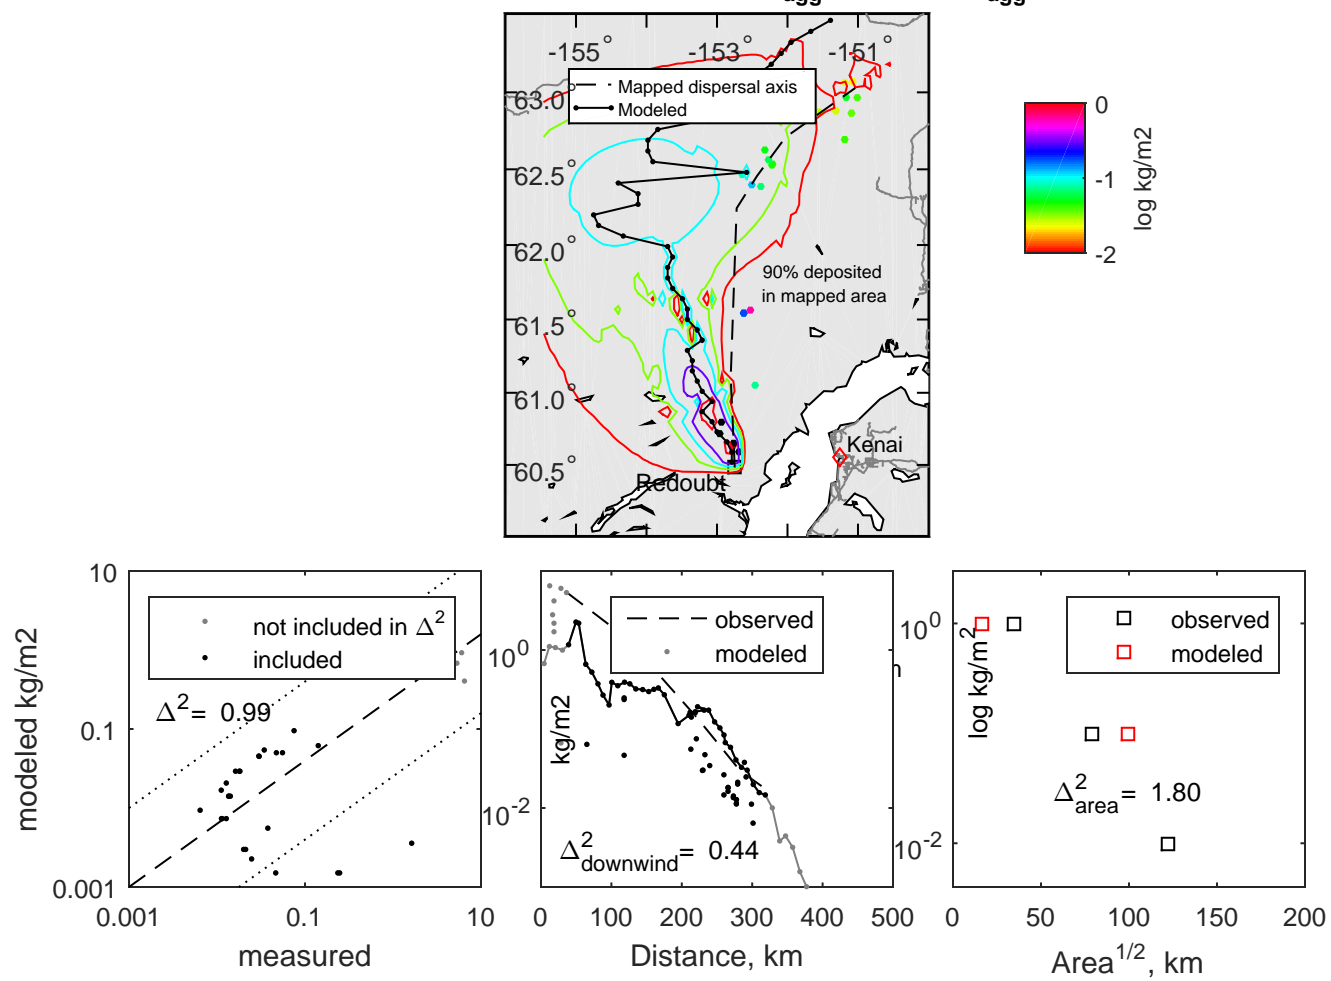 agg agg
-155° -153° -151°
Mapped dispersal axis
Modeled
63.0°
62.5°
62.0°
61.5°
61.0°
60.5°
90% deposited
in mapped area
Kenai
Redoubt
0
-1
-2
log kg/m2
10
0.1
0.001
modeled kg/m2
not included in Δ²
included
Δ²= 0.99
0.001 0.1 10
measured
10⁰
10⁻²
kg/m2
observed
modeled
Δ²downwind= 0.44
0 100 200 300 400 500
Distance, km
10⁰
10⁻²
log kg/m²
observed
modeled
Δ²area= 1.80
0 50 100 150 200
Area¹/², km